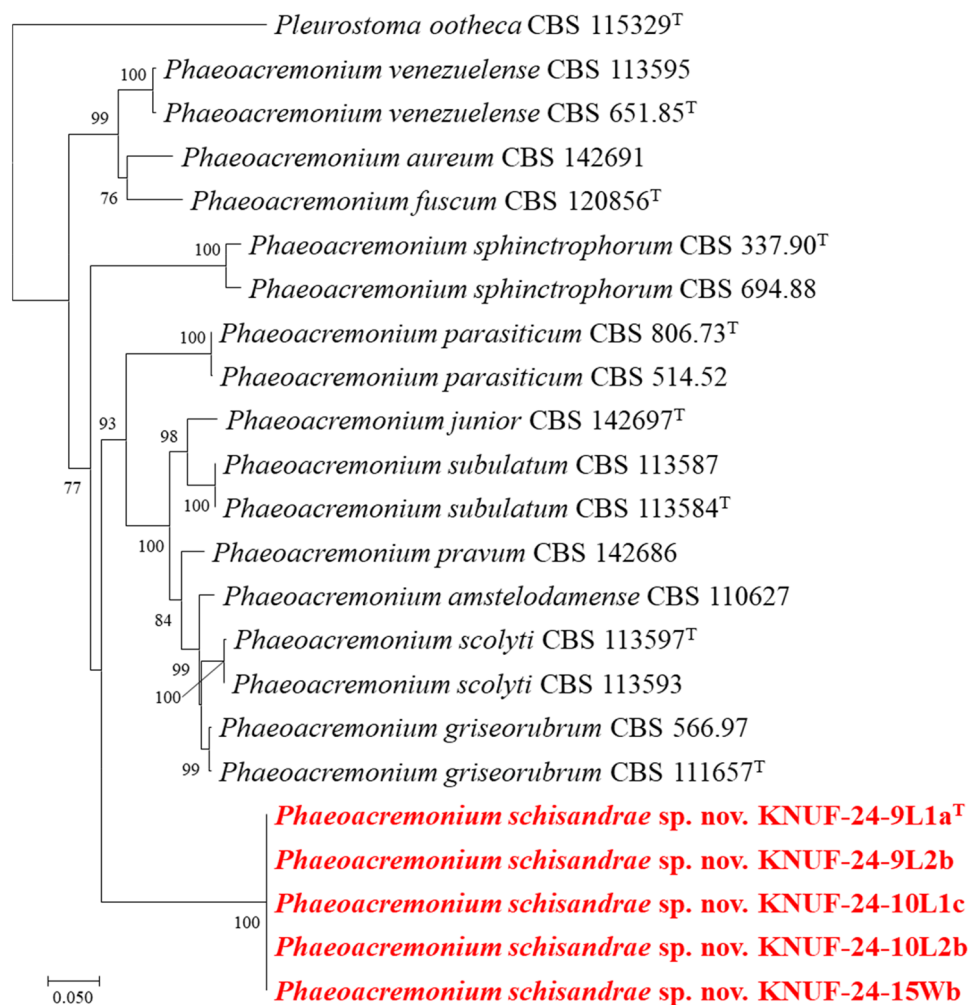 Pleurostoma ootheca CBS 115329ᵀ
100
Phaeoacremonium venezuelense CBS 113595
Phaeoacremonium venezuelense CBS 651.85ᵀ
99
Phaeoacremonium aureum CBS 142691
76
Phaeoacremonium fuscum CBS 120856ᵀ
Phaeoacremonium sphinctrophorum CBS 337.90ᵀ
100
Phaeoacremonium sphinctrophorum CBS 694.88
Phaeoacremonium parasiticum CBS 806.73ᵀ
100
Phaeoacremonium parasiticum CBS 514.52
93
Phaeoacremonium junior CBS 142697ᵀ
98
Phaeoacremonium subulatum CBS 113587
77
100
Phaeoacremonium subulatum CBS 113584ᵀ
100
Phaeoacremonium pravum CBS 142686
Phaeoacremonium amstelodamense CBS 110627
84
Phaeoacremonium scolyti CBS 113597ᵀ
99
100
Phaeoacremonium scolyti CBS 113593
Phaeoacremonium griseorubrum CBS 566.97
99
Phaeoacremonium griseorubrum CBS 111657ᵀ
Phaeoacremonium schisandrae sp. nov. KNUF-24-9L1aᵀ
Phaeoacremonium schisandrae sp. nov. KNUF-24-9L2b
Phaeoacremonium schisandrae sp. nov. KNUF-24-10L1c
100
Phaeoacremonium schisandrae sp. nov. KNUF-24-10L2b
Phaeoacremonium schisandrae sp. nov. KNUF-24-15Wb
0.050